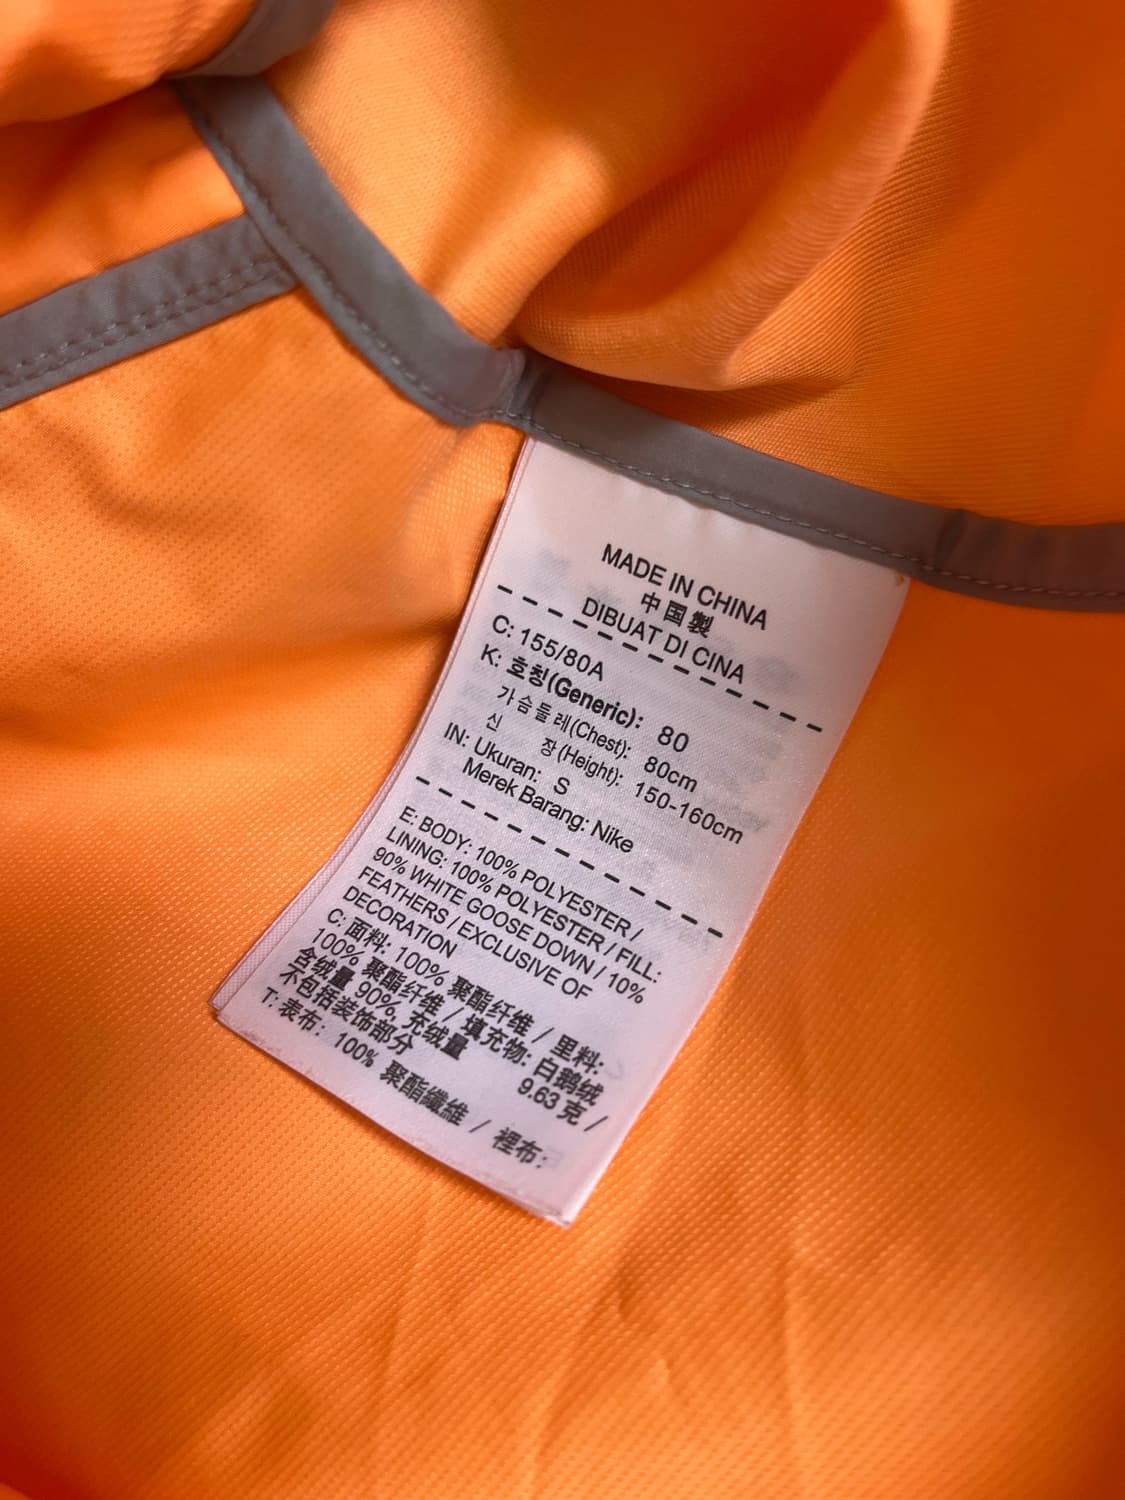 MADE IN CHINA
中国製
DIBUAT DI CINA
C: 155/80A
K: 호칭(Generic): 80
가슴둘레(Chest): 80cm
신 장(Height): 150-160cm
IN: Ukuran: S
Merek Barang: Nike
E: BODY: 100% POLYESTER /
LINING: 100% POLYESTER / FILL:
90% WHITE GOOSE DOWN / 10%
FEATHERS / EXCLUSIVE OF
DECORATION
C: 面料: 100% 聚酯纤维 / 里料:
100% 聚酯纤维 / 填充物: 白鹅绒
含绒量 90%, 充绒量 9.63 克 /
不包括装饰部分
T: 表布: 100% 聚酯纖維 / 裡布: